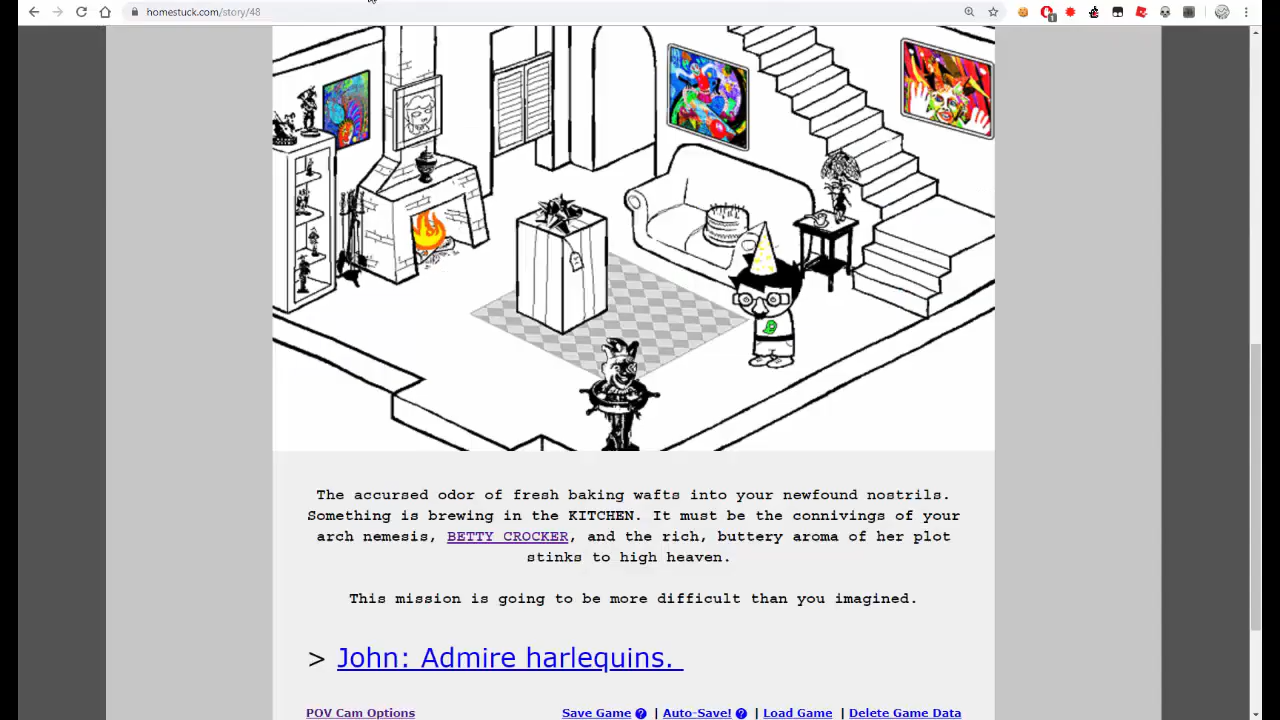 homestuck.com/story/48
1
The accursed odor of fresh baking wafts into your newfound nostrils.
Something is brewing in the KITCHEN. It must be the connivings of your
arch nemesis, BETTY CROCKER, and the rich, buttery aroma of her plot
stinks to high heaven.
This mission is going to be more difficult than you imagined.
> John: Admire harlequins.
POV Cam Options Save Game ? | Auto-Save! ? | Load Game | Delete Game Data